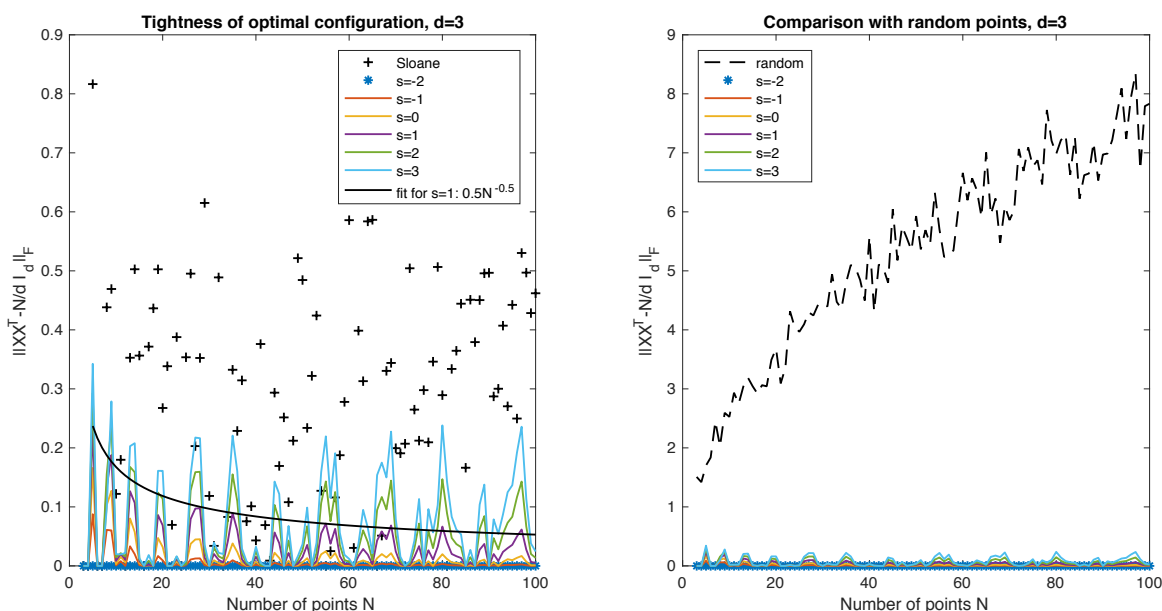 Tightness of optimal configuration, d=3
||XX^T-N/d I_d||_F
0.9
0.8
0.7
0.6
0.5
0.4
0.3
0.2
0.1
0
Sloane
s=-2
s=-1
s=0
s=1
s=2
s=3
fit for s=1: 0.5N^-0.5
0 20 40 60 80 100
Number of points N
Comparison with random points, d=3
||XX^T-N/d I_d||_F
9
8
7
6
5
4
3
2
1
0
random
s=-2
s=-1
s=0
s=1
s=2
s=3
0 20 40 60 80 100
Number of points N